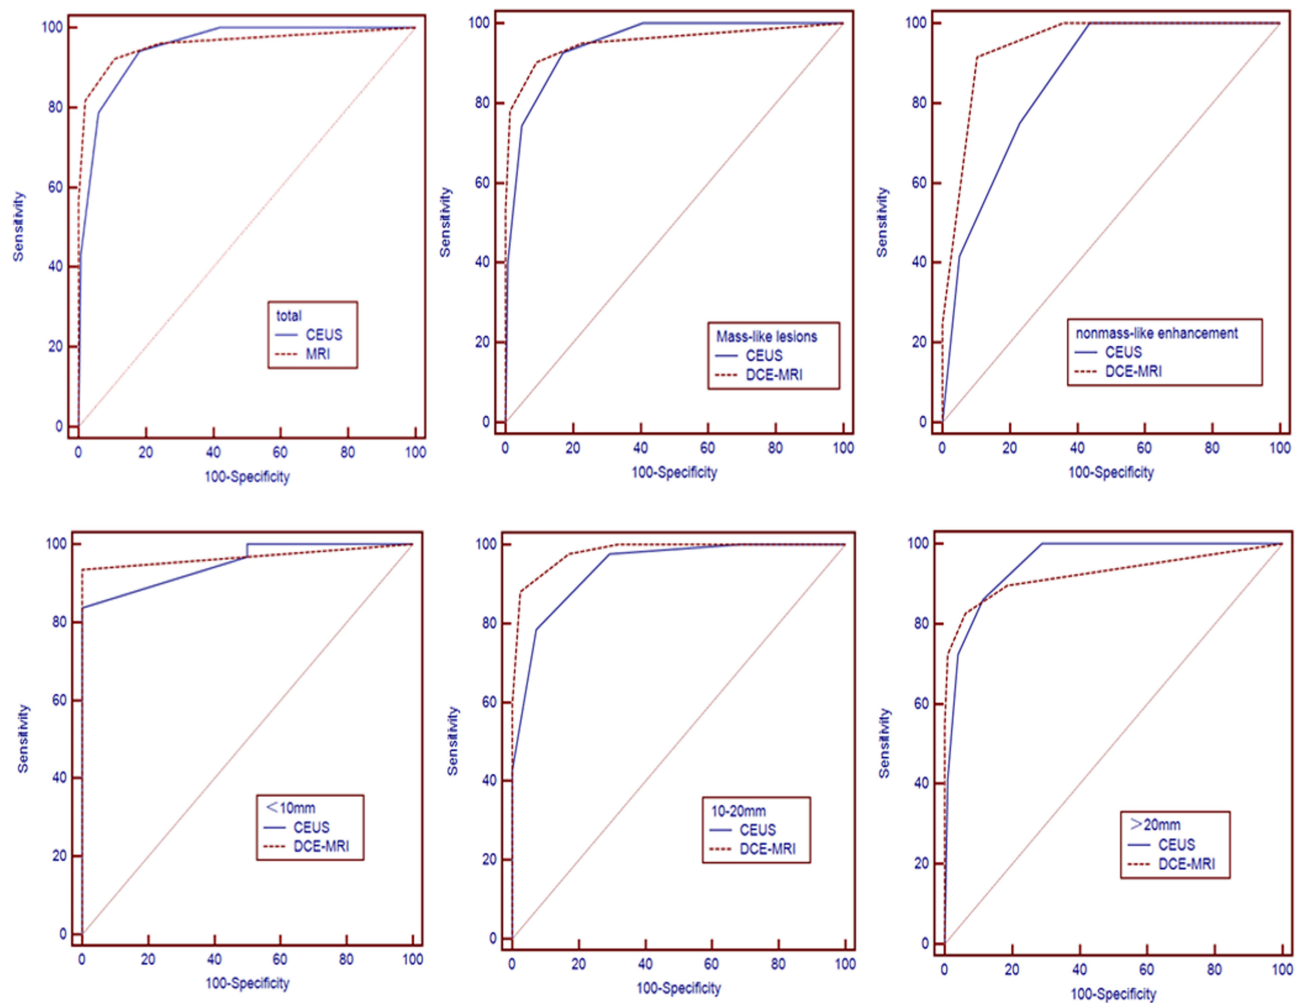 100
80
60
40
20
0
Sensitivity
total
CEUS
MRI
0 20 40 60 80 100
100-Specificity
100
80
60
40
20
0
Sensitivity
Mass-like lesions
CEUS
DCE-MRI
0 20 40 60 80 100
100-Specificity
100
80
60
40
20
0
Sensitivity
nonmass-like enhancement
CEUS
DCE-MRI
0 20 40 60 80 100
100-Specificity
100
80
60
40
20
0
Sensitivity
<10mm
CEUS
DCE-MRI
0 20 40 60 80 100
100-Specificity
100
80
60
40
20
0
Sensitivity
10-20mm
CEUS
DCE-MRI
0 20 40 60 80 100
100-Specificity
100
80
60
40
20
0
Sensitivity
>20mm
CEUS
DCE-MRI
0 20 40 60 80 100
100-Specificity